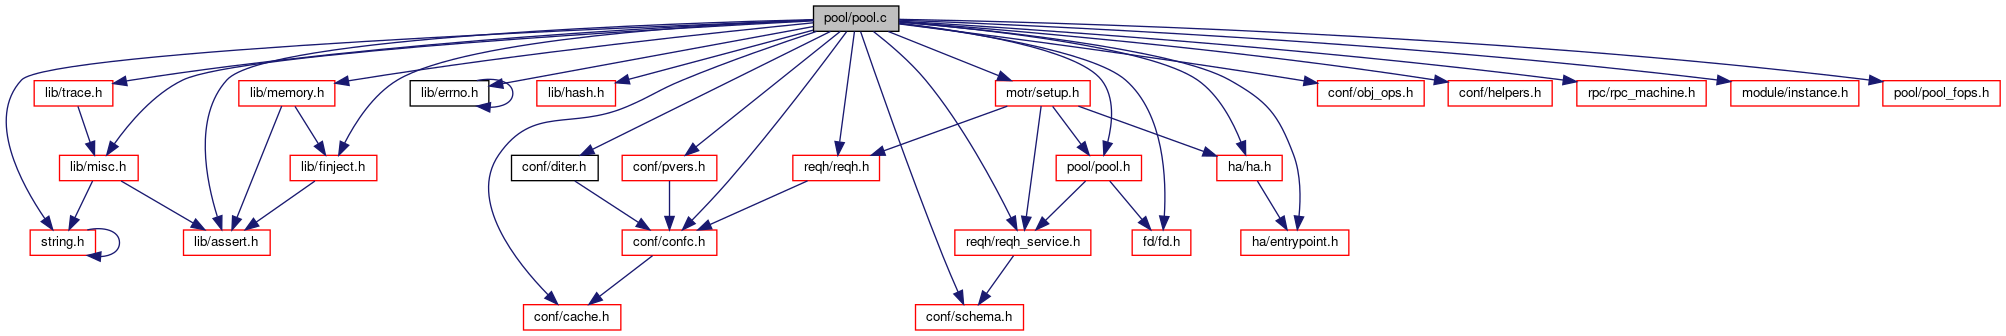 pool/pool.c
lib/trace.h
lib/memory.h
lib/errno.h
lib/hash.h
motr/setup.h
conf/obj_ops.h
conf/helpers.h
rpc/rpc_machine.h
module/instance.h
pool/pool_fops.h
lib/misc.h
lib/finject.h
conf/diter.h
conf/pvers.h
reqh/reqh.h
pool/pool.h
ha/ha.h
string.h
lib/assert.h
conf/confc.h
reqh/reqh_service.h
fd/fd.h
ha/entrypoint.h
conf/cache.h
conf/schema.h